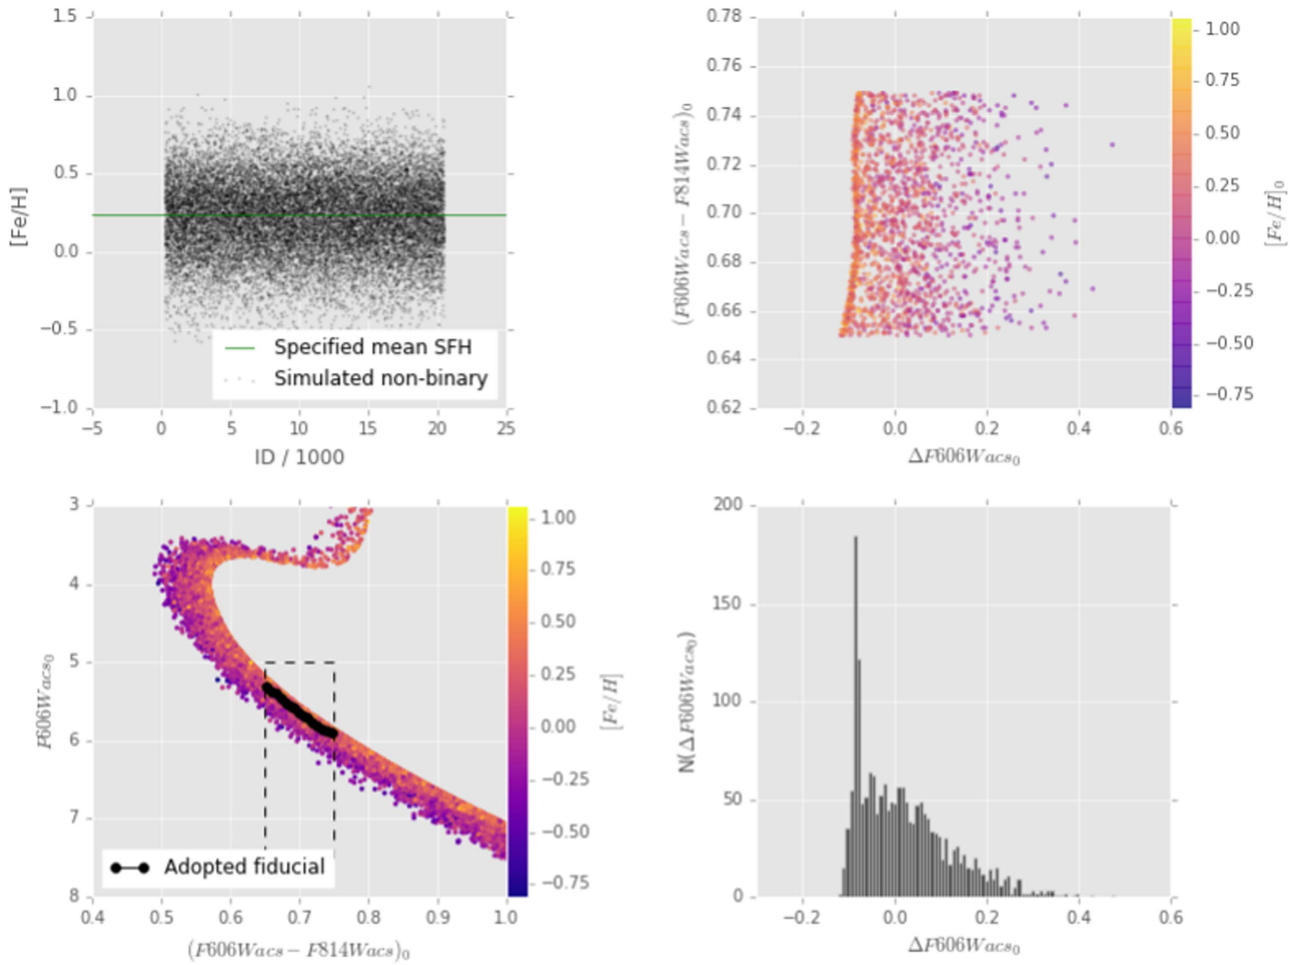 1.5
1.0
0.5
0.0
−0.5
−1.0
[Fe/H]
Specified mean SFH
Simulated non-binary
−5 0 5 10 15 20 25
ID / 1000
0.78
0.76
0.74
0.72
0.70
0.68
0.66
0.64
0.62
(F606Wacs − F814Wacs)₀
−0.2 0.0 0.2 0.4 0.6
ΔF606Wacs₀
1.00
0.75
0.50
0.25
0.00
−0.25
−0.50
−0.75
[Fe/H]₀
3
4
5
6
7
8
F606Wacs₀
Adopted fiducial
0.4 0.5 0.6 0.7 0.8 0.9 1.0
(F606Wacs − F814Wacs)₀
1.00
0.75
0.50
0.25
0.00
−0.25
−0.50
−0.75
[Fe/H]
200
150
100
50
0
N(ΔF606Wacs₀)
−0.2 0.0 0.2 0.4 0.6
ΔF606Wacs₀